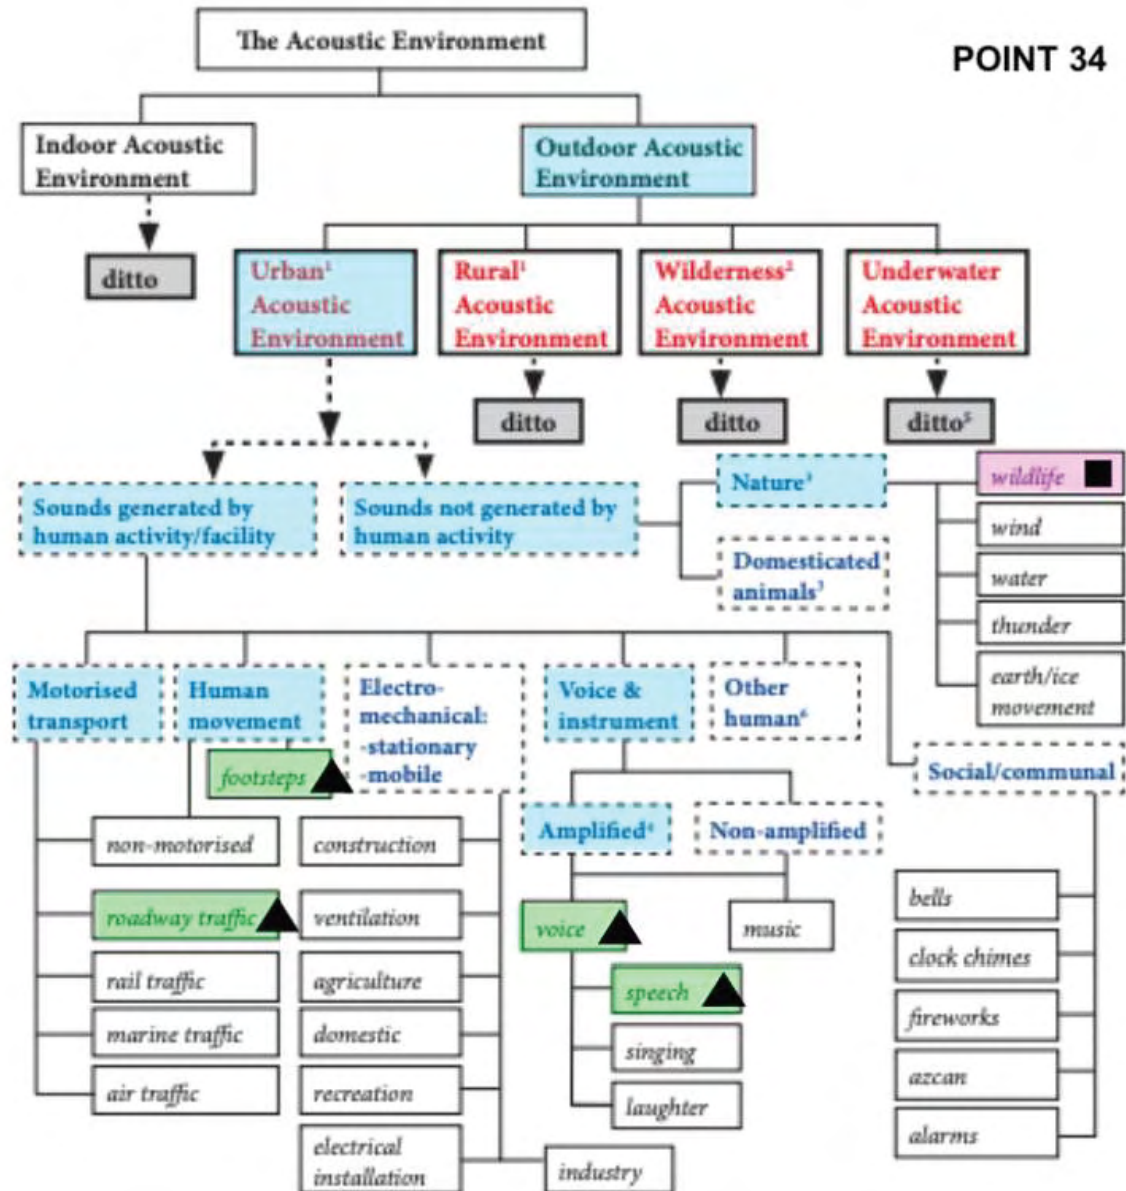 The Acoustic Environment
POINT 34
Indoor Acoustic
Environment
Outdoor Acoustic
Environment
ditto
Urban¹
Acoustic
Environment
Rural¹
Acoustic
Environment
Wilderness²
Acoustic
Environment
Underwater
Acoustic
Environment
ditto
ditto
ditto⁵
Sounds generated by
human activity/facility
Sounds not generated by
human activity
Nature³
Domesticated
animals³
wildlife
wind
water
thunder
earth/ice
movement
Motorised
transport
Human
movement
Electro-
mechanical:
-stationary
-mobile
Voice &
instrument
Other
human⁶
Social/communal
footsteps
non-motorised
roadway traffic
rail traffic
marine traffic
air traffic
construction
ventilation
agriculture
domestic
recreation
electrical
installation
industry
Amplified⁴
Non-amplified
voice
music
speech
singing
laughter
bells
clock chimes
fireworks
azcan
alarms